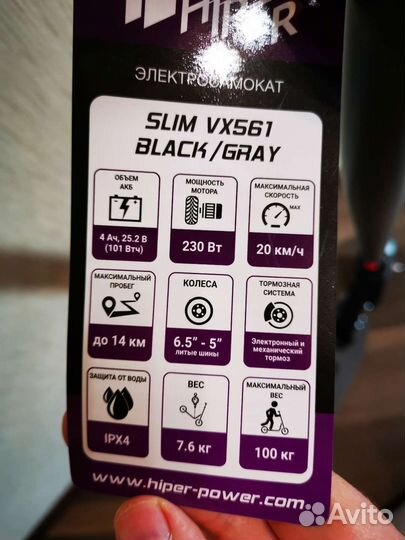 HIPER
ЭЛЕКТРОСАМОКАТ
SLIM VX561
BLACK/GRAY
ОБЪЕМ
АКБ
4 Ач, 25.2 В
(101 Втч)
МОЩНОСТЬ
МОТОРА
230 Вт
МАКСИМАЛЬНАЯ
СКОРОСТЬ
MAX
20 км/ч
МАКСИМАЛЬНЫЙ
ПРОБЕГ
до 14 км
КОЛЕСА
6.5” - 5”
литые шины
ТОРМОЗНАЯ
СИСТЕМА
Электронный и
механический
тормоз
ЗАЩИТА ОТ ВОДЫ
IPX4
ВЕС
7.6 кг
МАКСИМАЛЬНЫЙ
ВЕС
100 кг
www.hiper-power.com
Avito